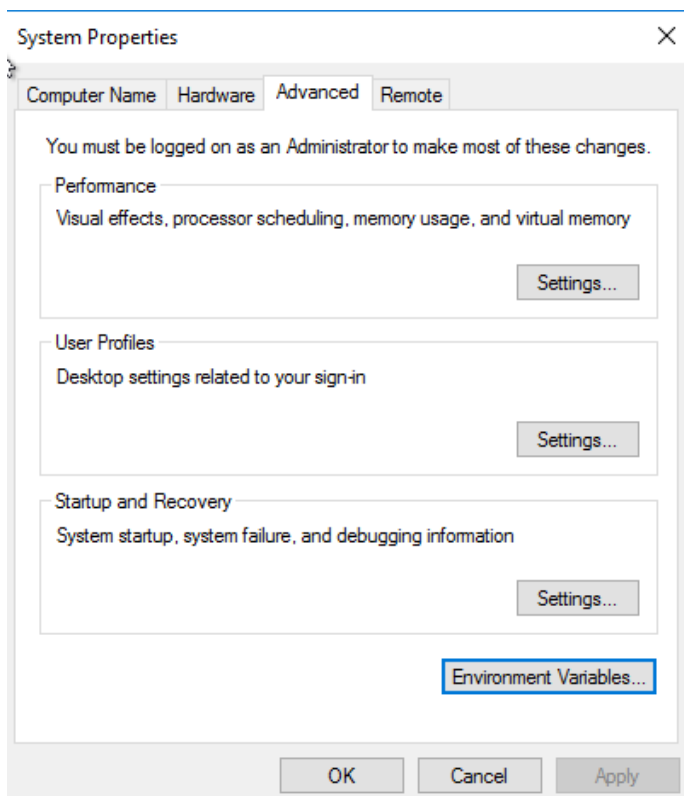 System Properties
Computer Name Hardware Advanced Remote
You must be logged on as an Administrator to make most of these changes.
Performance
Visual effects, processor scheduling, memory usage, and virtual memory
Settings...
User Profiles
Desktop settings related to your sign-in
Settings...
Startup and Recovery
System startup, system failure, and debugging information
Settings...
Environment Variables...
OK Cancel Apply